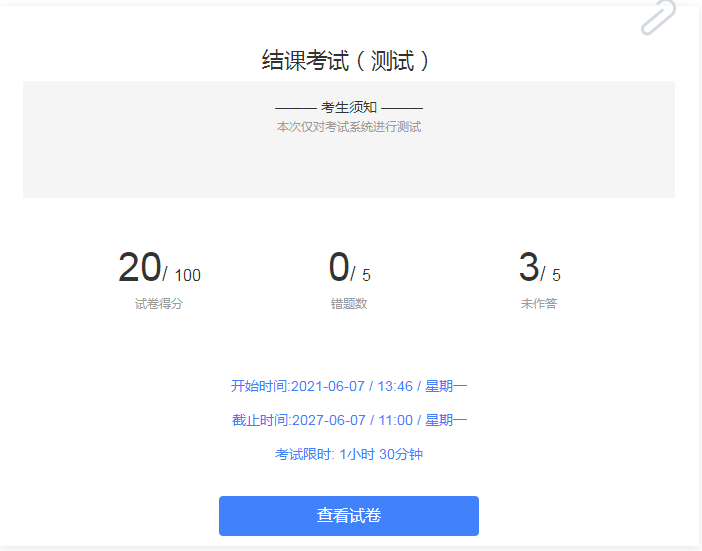 结课考试（测试）
——— 考生须知 ———
本次仅对考试系统进行测试
20/ 100 0/ 5 3/ 5
试卷得分 错题数 未作答
开始时间:2021-06-07 / 13:46 / 星期一
截止时间:2027-06-07 / 11:00 / 星期一
考试限时: 1小时 30分钟
查看试卷